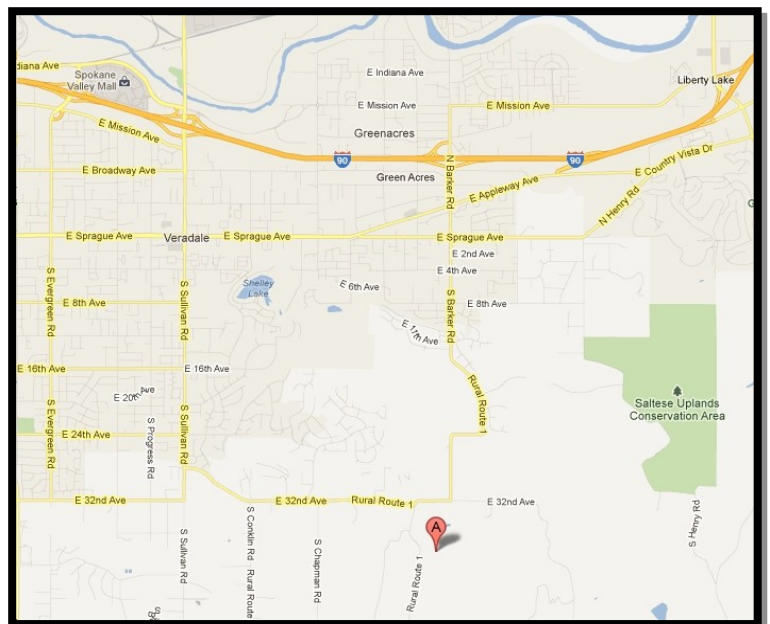 diana Ave
Spokane
Valley Mall
E Indiana Ave
Liberty Lake
E Mission Ave
E Mission Ave
E Mission Ave
Greenacres
90
90
N Barker Rd
E Country Vista Dr
E Broadway Ave
Green Acres
E Appleway Ave
N Henry Rd
E Sprague Ave
Veradale
E Sprague Ave
E Sprague Ave
E 2nd Ave
E 4th Ave
S Evergreen Rd
S Sullivan Rd
Shelley
Lake
E 6th Ave
S Barker Rd
E 8th Ave
E 8th Ave
E 16th Ave
E 16th Ave
Rural Route 1
S Evergreen Rd
S Sullivan Rd
S Progress Rd
Saltese Uplands
Conservation Area
E 24th Ave
E 32nd Ave
E 32nd Ave
Rural Route 1
E 32nd Ave
S Henry Rd
S Sullivan Rd
S Conklin Rd
Rural Route
S Chapman Rd
Rural Route 1
A